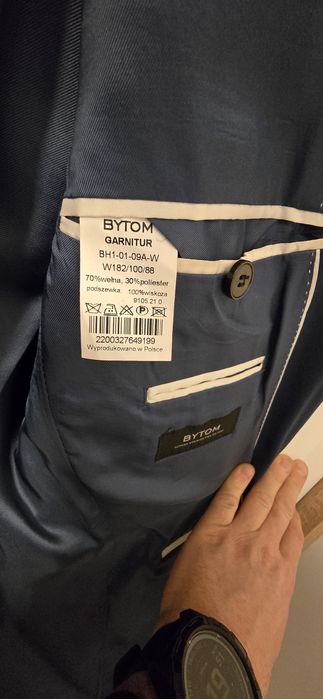 BYTOM
GARNITUR
BH1-01-09A-W
W182/100/88
70%wełna, 30%poliester
podszewka 100%wiskoza
9105.21.0
2200327649199
Wyprodukowano w Polsce
BYTOM